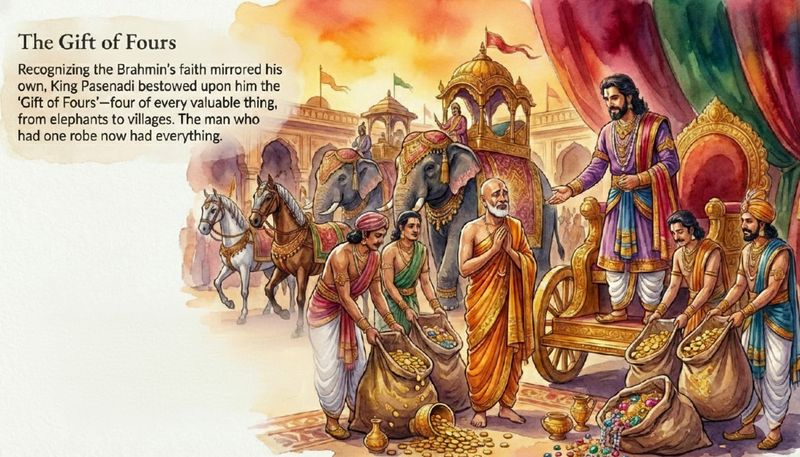 The Gift of Fours
Recognizing the Brahmin's faith mirrored his
own, King Pasenadi bestowed upon him the
'Gift of Fours'—four of every valuable thing,
from elephants to villages. The man who
had one robe now had everything.